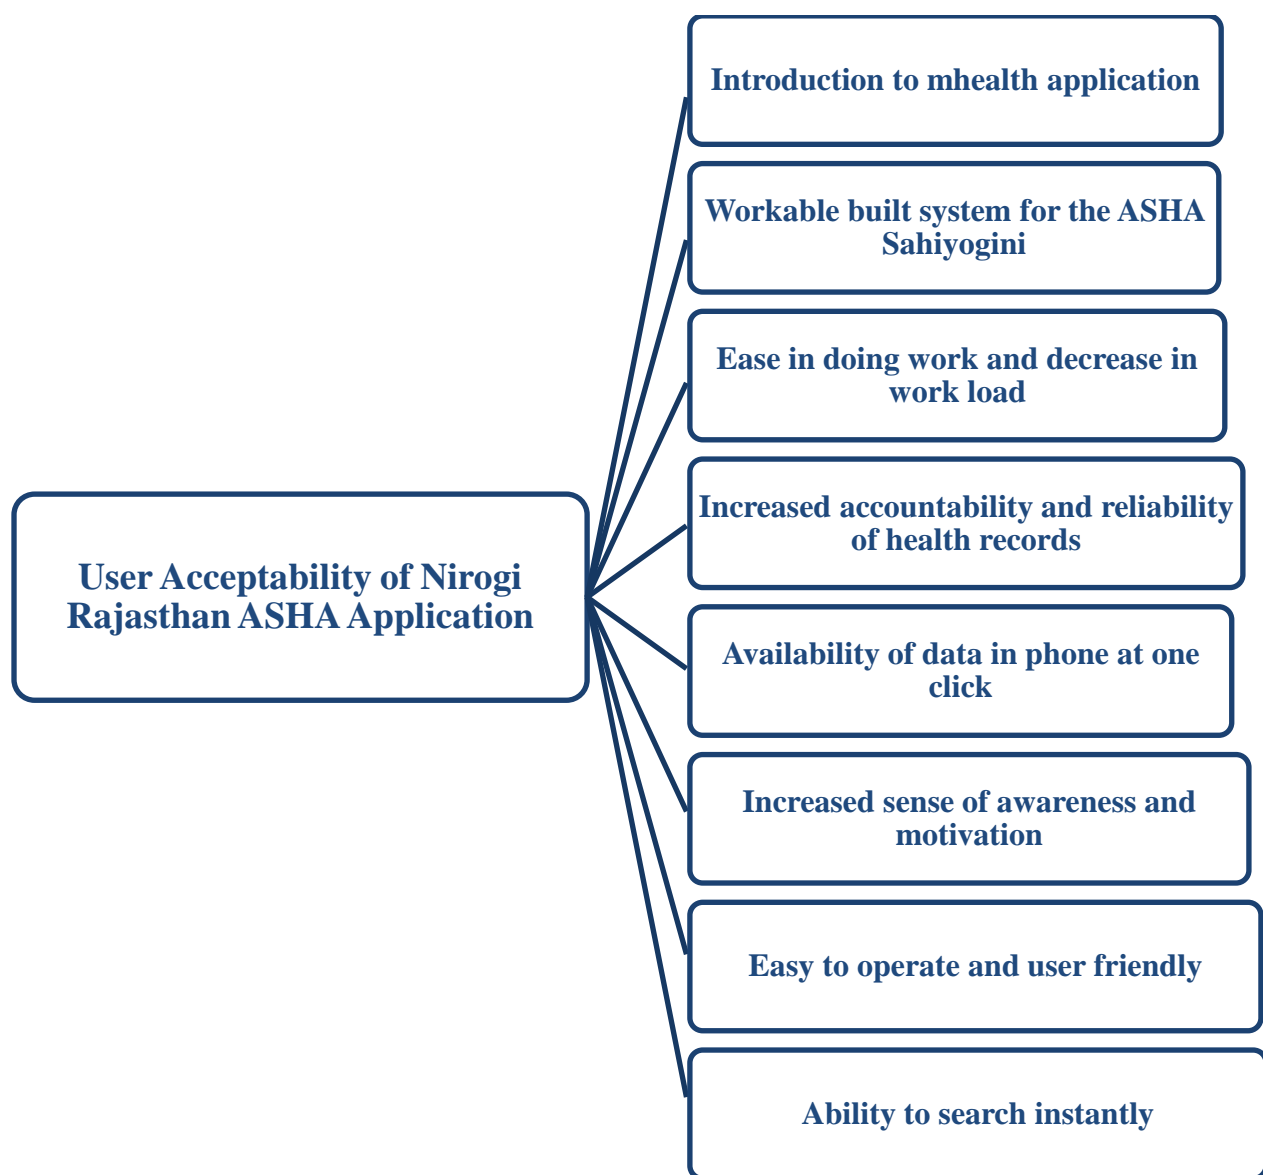 Introduction to mhealth application
Workable built system for the ASHA
Sahiyogini
Ease in doing work and decrease in
work load
Increased accountability and reliability
of health records
User Acceptability of Nirogi
Rajasthan ASHA Application
Availability of data in phone at one
click
Increased sense of awareness and
motivation
Easy to operate and user friendly
Ability to search instantly